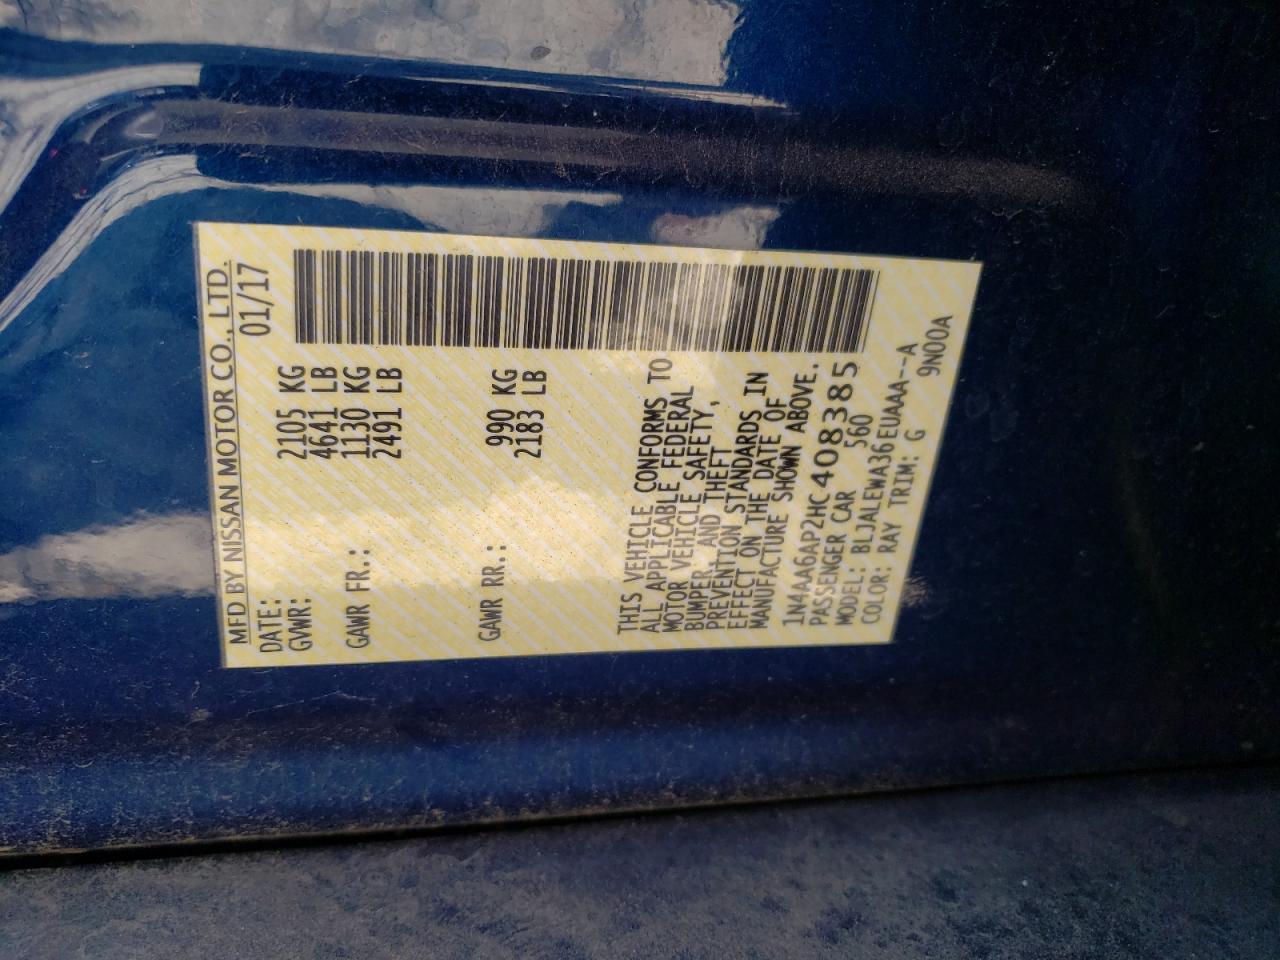 MFD BY NISSAN MOTOR CO., LTD.
DATE: 01/17
GVWR: 2105 KG
4641 LB
GAWR FR.: 1130 KG
2491 LB
GAWR RR.: 990 KG
2183 LB
THIS VEHICLE CONFORMS TO
ALL APPLICABLE FEDERAL
MOTOR VEHICLE SAFETY,
BUMPER, AND THEFT
PREVENTION STANDARDS IN
EFFECT ON THE DATE OF
MANUFACTURE SHOWN ABOVE.
1N4AA6AP2HC408385
PASSENGER CAR 560
MODEL: BLJALEWA36EUAAA--A
COLOR: RAY TRIM: G 9N00A